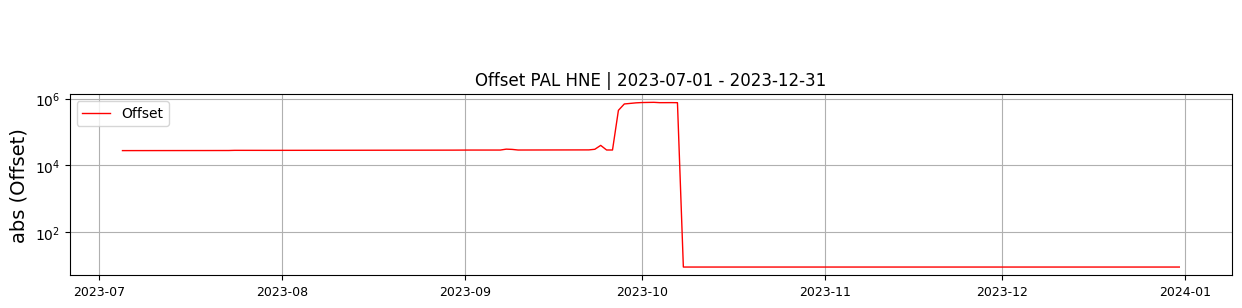 Offset PAL HNE | 2023-07-01 - 2023-12-31
abs (Offset)
10^6
10^4
10^2
Offset
2023-07 2023-08 2023-09 2023-10 2023-11 2023-12 2024-01